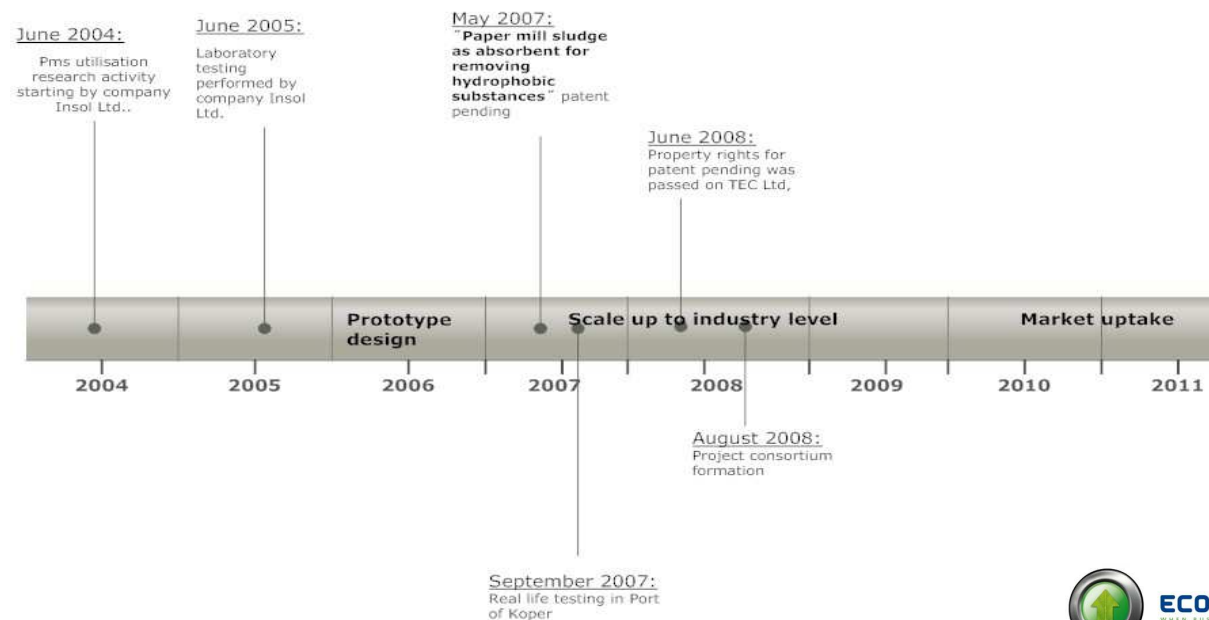 June 2004:
Pms utilisation
research activity
starting by company
Insol Ltd..
June 2005:
Laboratory
testing
performed by
company Insol
Ltd.
May 2007:
¨Paper mill sludge
as absorbent for
removing
hydrophobic
substances¨ patent
pending
June 2008:
Property rights for
patent pending was
passed on TEC Ltd,
Prototype
design
Scale up to industry level
Market uptake
2004
2005
2006
2007
2008
2009
2010
2011
August 2008:
Project consortium
formation
September 2007:
Real life testing in Port
of Koper
ECO